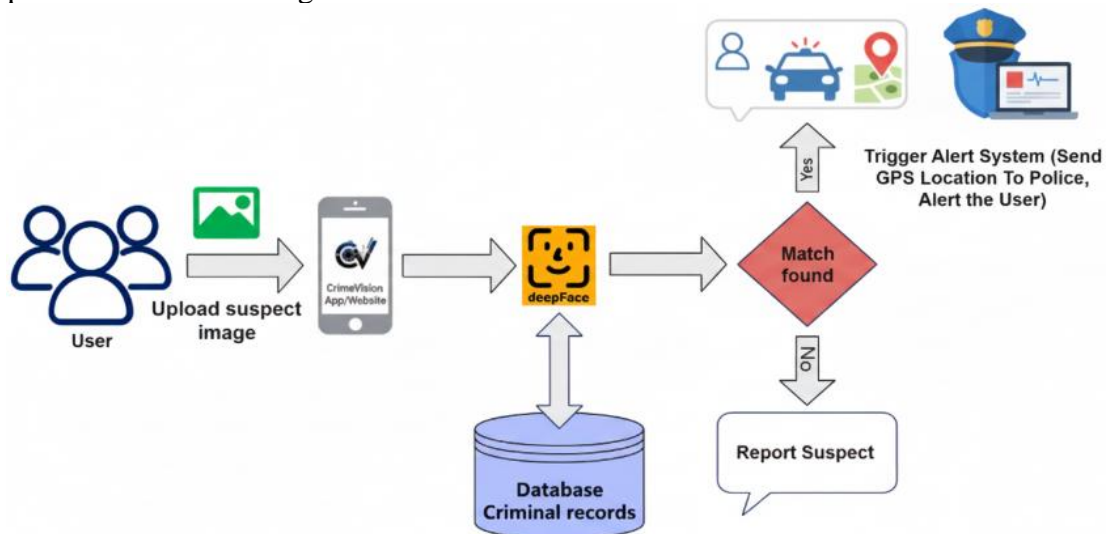 User
Upload suspect
image
CV
CrimeVision
App/Website
deepFace
Database
Criminal records
Match
found
Yes
Trigger Alert System (Send
GPS Location To Police,
Alert the User)
No
Report Suspect